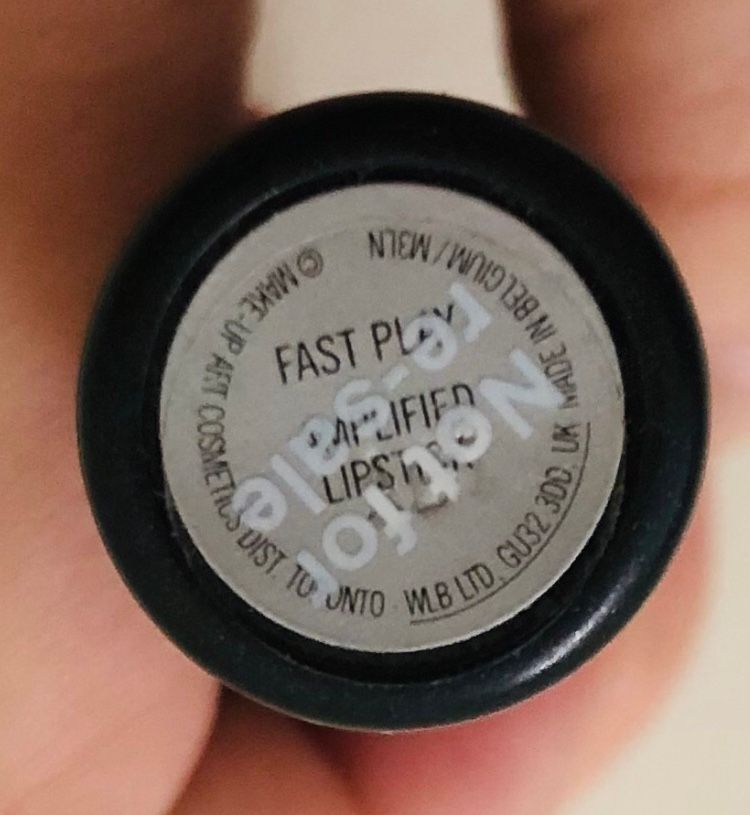 FAST PLAY
AMPLIFIED
LIPSTICK
Not for
re-sale
© MAKE-UP ART COSMETICS DIST. TORONTO WLB LTD, GU32 3DD, UK MADE IN BELGIUM / M3LN